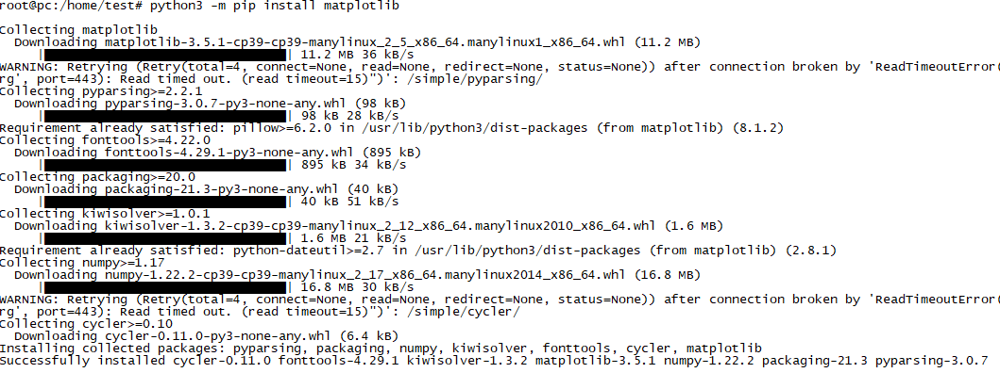 root@pc:/home/test# python3 -m pip install matplotlib
Collecting matplotlib
Downloading matplotlib-3.5.1-cp39-cp39-manylinux_2_5_x86_64.manylinux1_x86_64.whl (11.2 MB)
|████████████████████████████████| 11.2 MB 36 kB/s
WARNING: Retrying (Retry(total=4, connect=None, read=None, redirect=None, status=None)) after connection broken by 'ReadTimeoutError(
rg', port=443): Read timed out. (read timeout=15)")': /simple/pyparsing/
Collecting pyparsing>=2.2.1
Downloading pyparsing-3.0.7-py3-none-any.whl (98 kB)
|████████████████████████████████| 98 kB 28 kB/s
Requirement already satisfied: pillow>=6.2.0 in /usr/lib/python3/dist-packages (from matplotlib) (8.1.2)
Collecting fonttools>=4.22.0
Downloading fonttools-4.29.1-py3-none-any.whl (895 kB)
|████████████████████████████████| 895 kB 34 kB/s
Collecting packaging>=20.0
Downloading packaging-21.3-py3-none-any.whl (40 kB)
|████████████████████████████████| 40 kB 51 kB/s
Collecting kiwisolver>=1.0.1
Downloading kiwisolver-1.3.2-cp39-cp39-manylinux_2_12_x86_64.manylinux2010_x86_64.whl (1.6 MB)
|████████████████████████████████| 1.6 MB 21 kB/s
Requirement already satisfied: python-dateutil>=2.7 in /usr/lib/python3/dist-packages (from matplotlib) (2.8.1)
Collecting numpy>=1.17
Downloading numpy-1.22.2-cp39-cp39-manylinux_2_17_x86_64.manylinux2014_x86_64.whl (16.8 MB)
|████████████████████████████████| 16.8 MB 30 kB/s
WARNING: Retrying (Retry(total=4, connect=None, read=None, redirect=None, status=None)) after connection broken by 'ReadTimeoutError(
rg', port=443): Read timed out. (read timeout=15)")': /simple/cycler/
Collecting cycler>=0.10
Downloading cycler-0.11.0-py3-none-any.whl (6.4 kB)
Installing collected packages: pyparsing, packaging, numpy, kiwisolver, fonttools, cycler, matplotlib
Successfully installed cycler-0.11.0 fonttools-4.29.1 kiwisolver-1.3.2 matplotlib-3.5.1 numpy-1.22.2 packaging-21.3 pyparsing-3.0.7